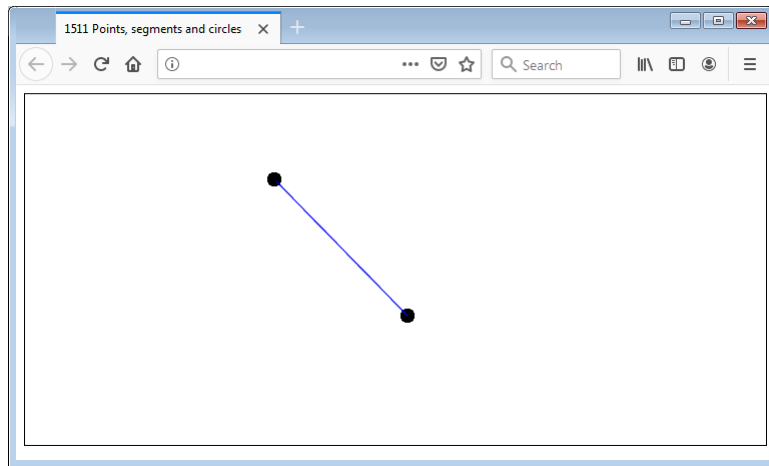 1511 Points, segments and circles
Search